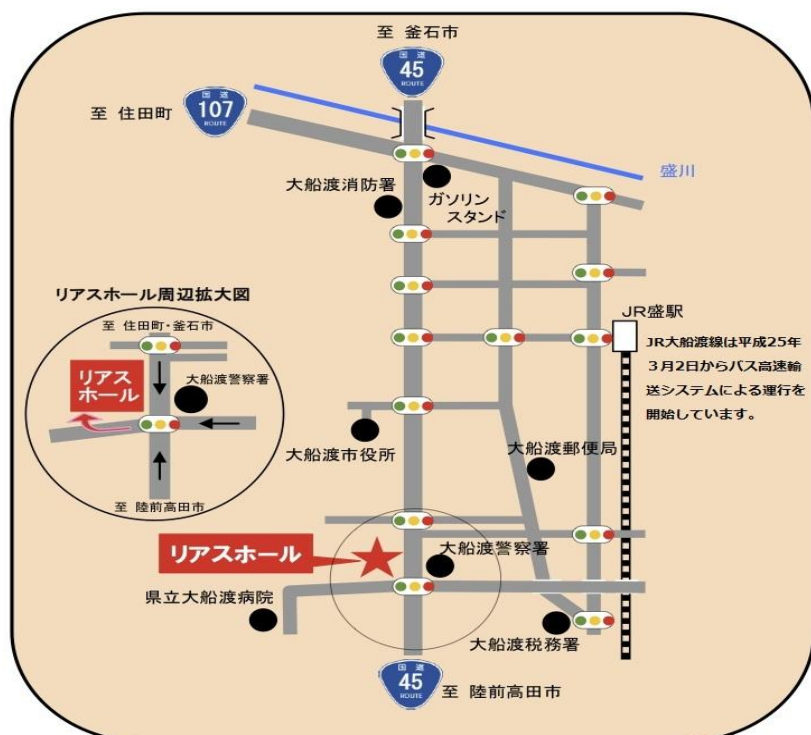 至 釜石市
国道
45
ROUTE
国道
107
ROUTE
至 住田町
盛川
大船渡消防署
ガソリン
スタンド
リアスホール周辺拡大図
至 住田町・釜石市
リアス
ホール
大船渡警察署
至 陸前高田市
JR盛駅
JR大船渡線は平成25年
3月2日からバス高速輸
送システムによる運行を
開始しています。
大船渡市役所
大船渡郵便局
リアスホール
大船渡警察署
県立大船渡病院
大船渡税務署
国道
45
ROUTE
至 陸前高田市